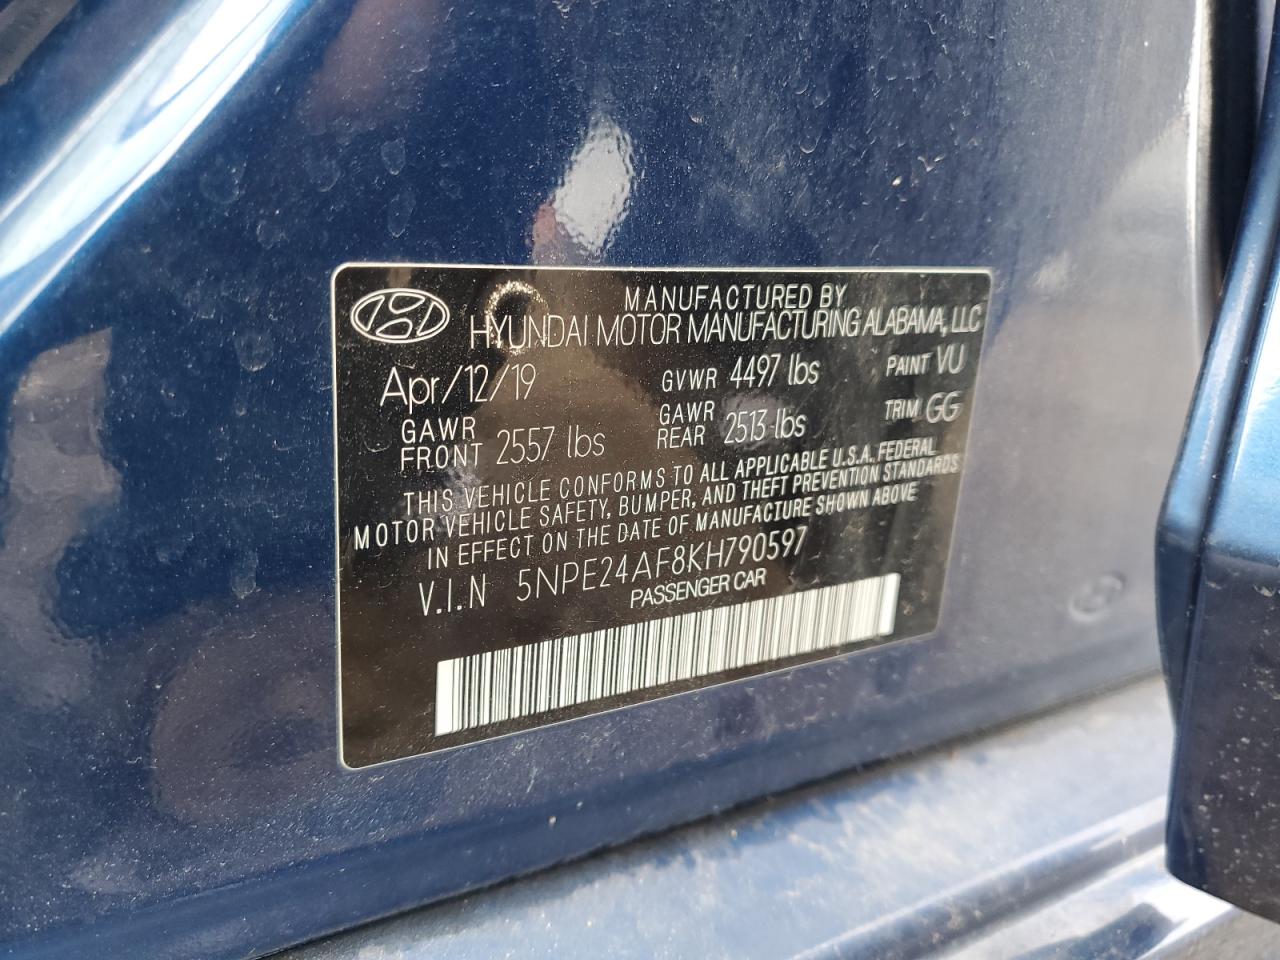 MANUFACTURED BY
HYUNDAI MOTOR MANUFACTURING ALABAMA, LLC
Apr/12/19 GVWR 4497 lbs PAINT VU
GAWR FRONT 2557 lbs GAWR REAR 2513 lbs TRIM GG
THIS VEHICLE CONFORMS TO ALL APPLICABLE U.S.A. FEDERAL
MOTOR VEHICLE SAFETY, BUMPER, AND THEFT PREVENTION STANDARDS
IN EFFECT ON THE DATE OF MANUFACTURE SHOWN ABOVE
V.I.N 5NPE24AF8KH790597
PASSENGER CAR